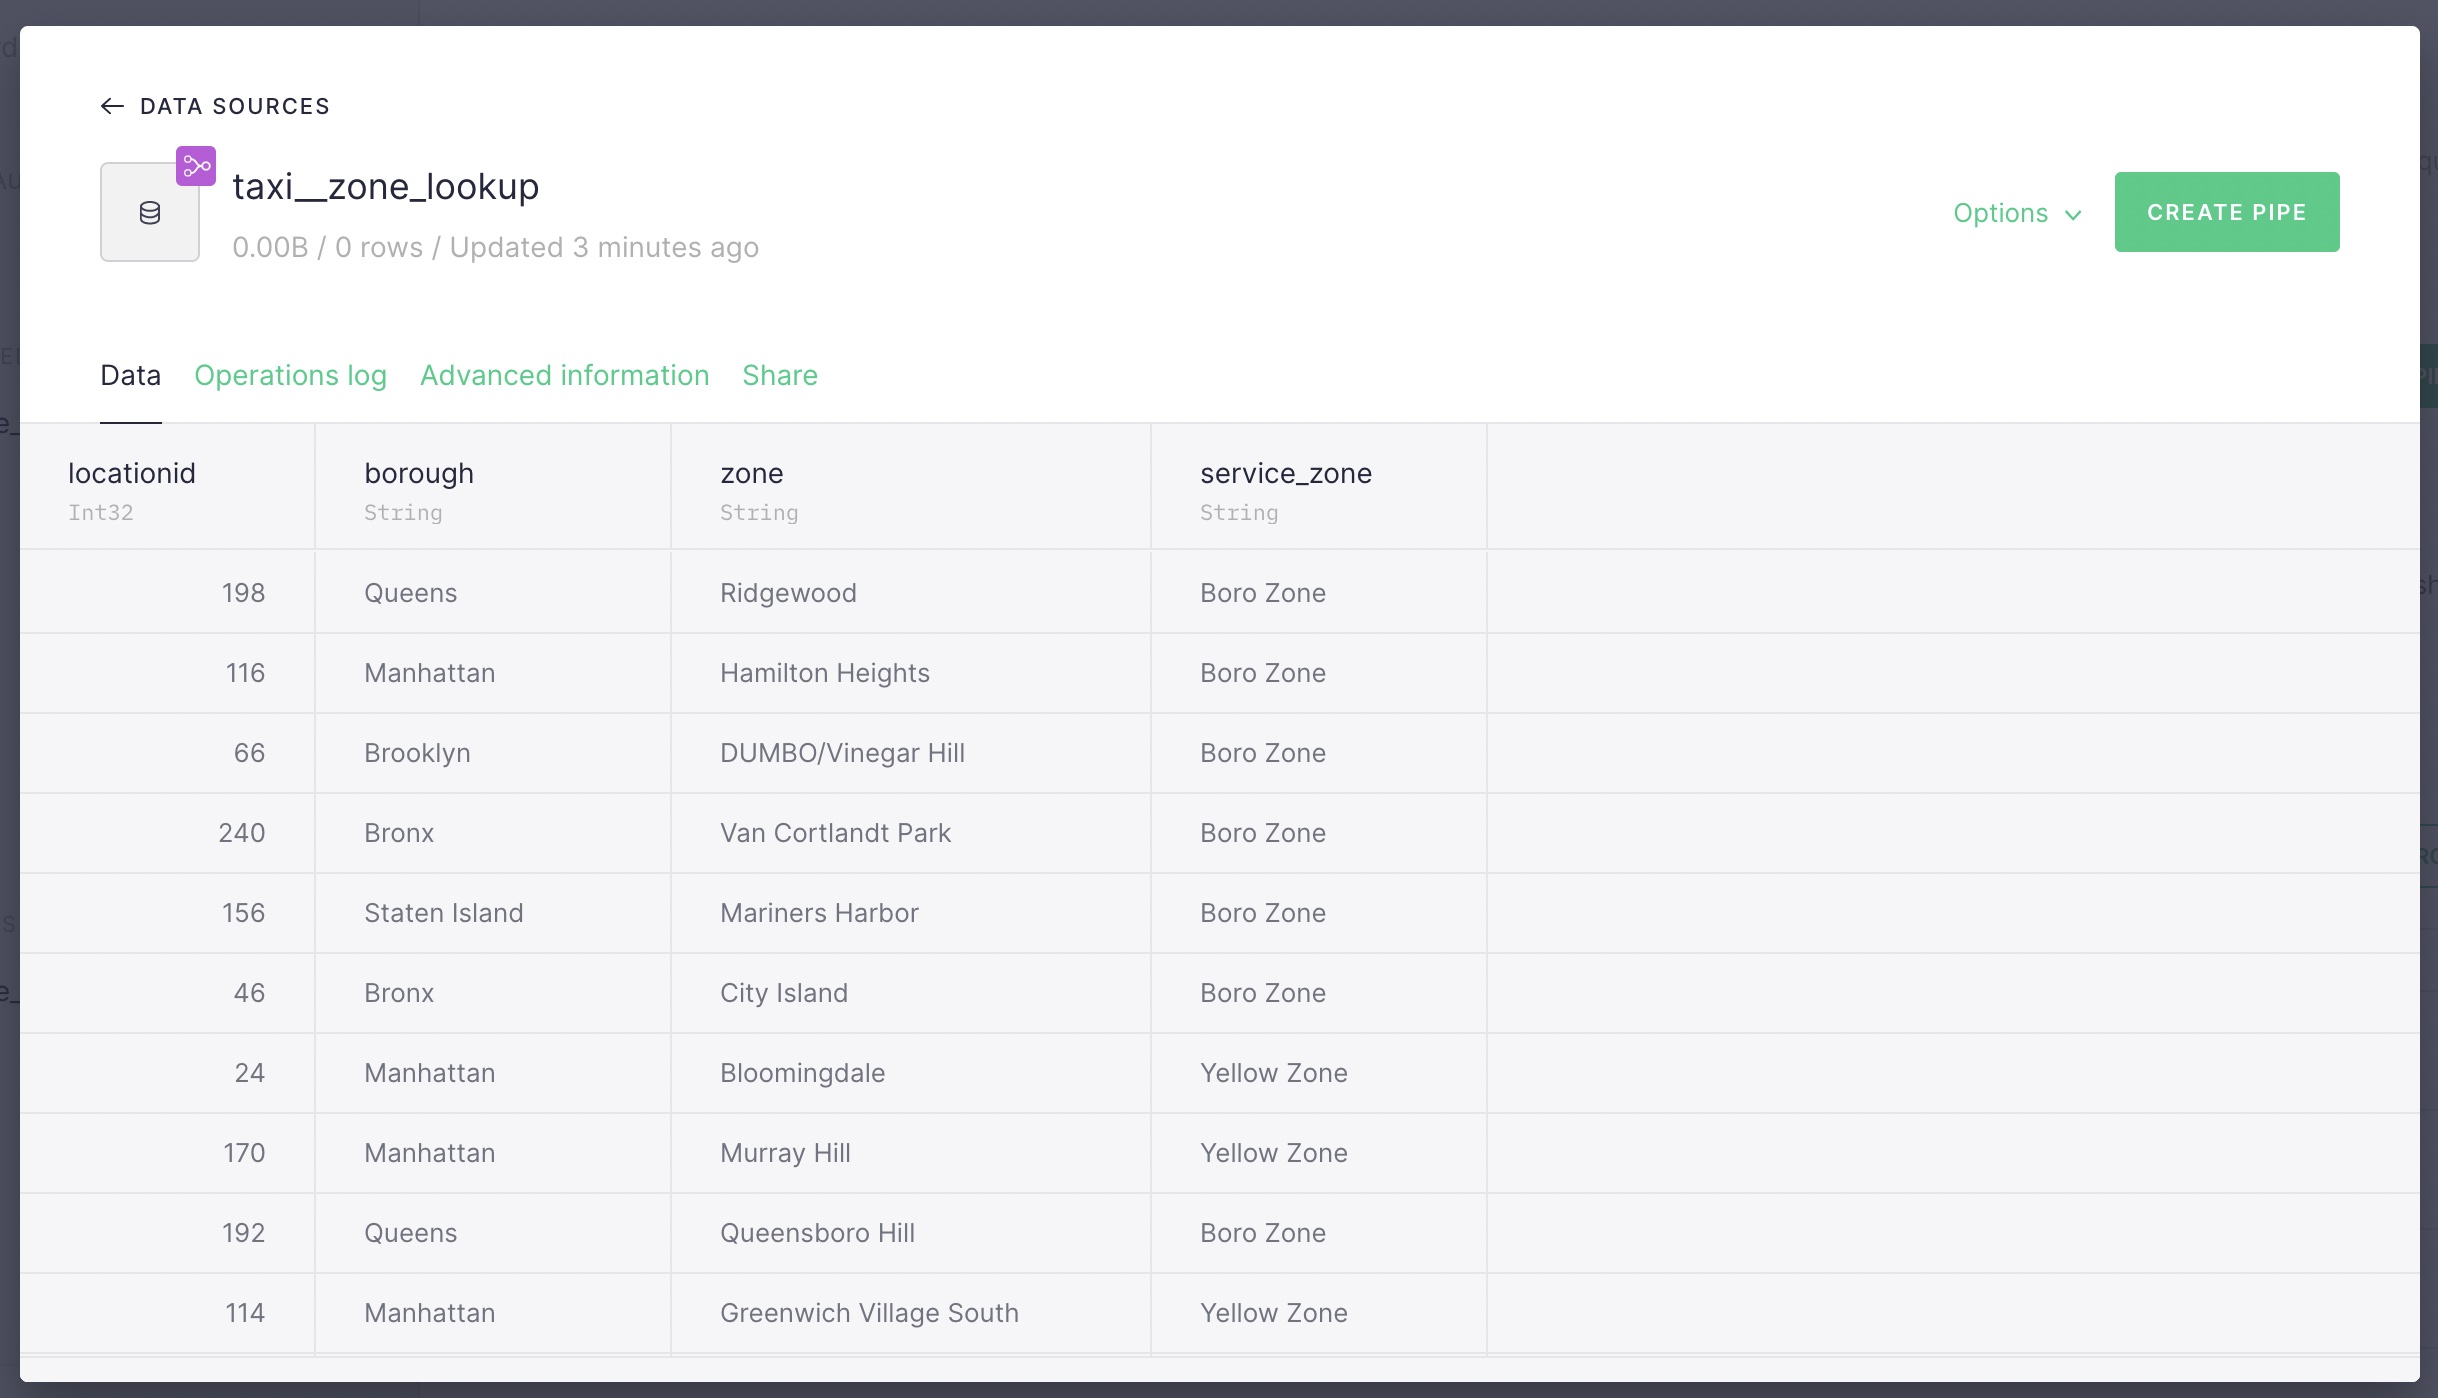 DATA SOURCES
taxi__zone_lookup
0.00B / 0 rows / Updated 3 minutes ago
Options
CREATE PIPE
Data Operations log Advanced information Share
locationid borough zone service_zone
Int32 String String String
198 Queens Ridgewood Boro Zone
116 Manhattan Hamilton Heights Boro Zone
66 Brooklyn DUMBO/Vinegar Hill Boro Zone
240 Bronx Van Cortlandt Park Boro Zone
156 Staten Island Mariners Harbor Boro Zone
46 Bronx City Island Boro Zone
24 Manhattan Bloomingdale Yellow Zone
170 Manhattan Murray Hill Yellow Zone
192 Queens Queensboro Hill Boro Zone
114 Manhattan Greenwich Village South Yellow Zone